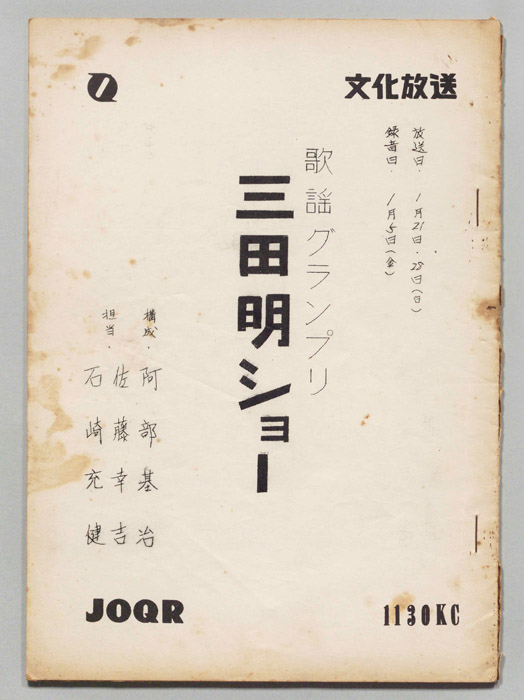 文化放送
放送日・1月21日・28日(日)
録音日・1月5日(金)
歌謡グランプリ
三田明ショー
構成・阿部基治
担当・佐藤幸吉
石崎充健
JOQR
1130KC